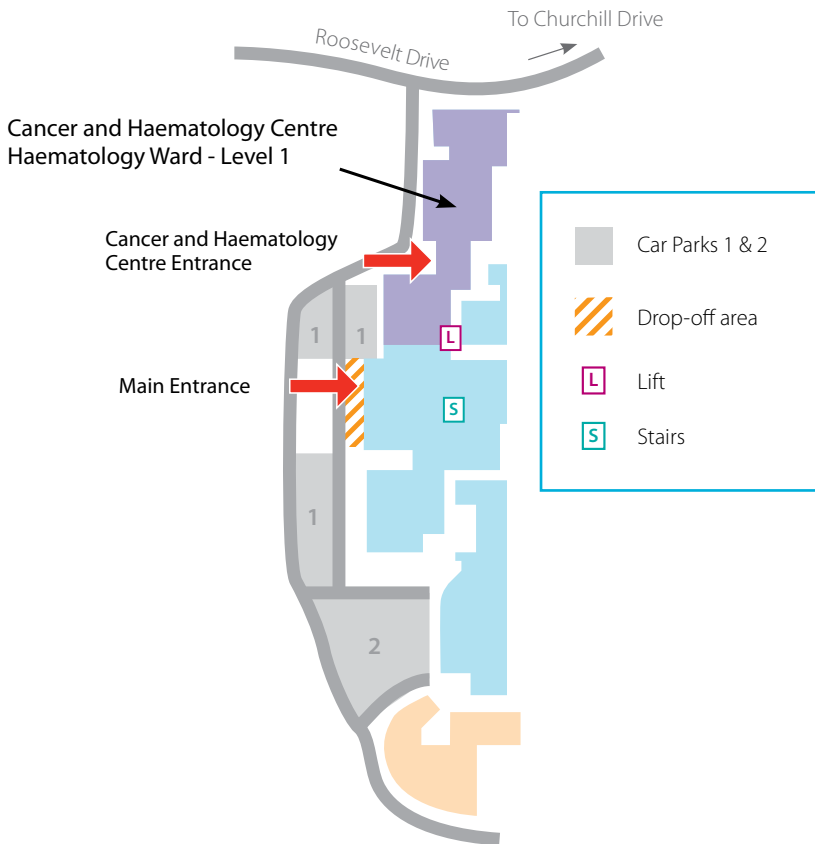 To Churchill Drive
Roosevelt Drive
Cancer and Haematology Centre
Haematology Ward - Level 1
Cancer and Haematology
Centre Entrance
Car Parks 1 & 2
Drop-off area
1
1
L
Main Entrance
L
Lift
S
S
Stairs
1
2